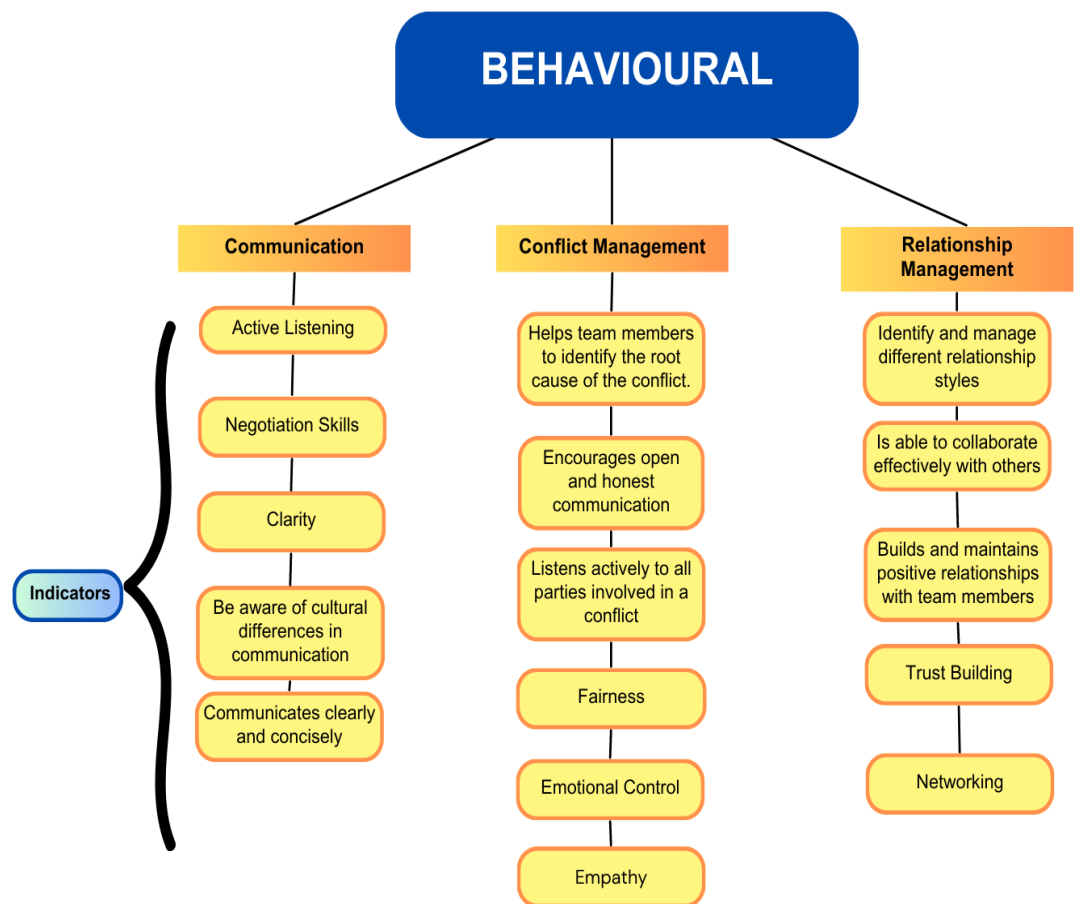 BEHAVIOURAL
Communication
Active Listening
Negotiation Skills
Clarity
Be aware of cultural
differences in
communication
Communicates clearly
and concisely
Conflict Management
Helps team members
to identify the root
cause of the conflict.
Encourages open
and honest
communication
Listens actively to all
parties involved in a
conflict
Fairness
Emotional Control
Empathy
Relationship
Management
Identify and manage
different relationship
styles
Is able to collaborate
effectively with others
Builds and maintains
positive relationships
with team members
Trust Building
Networking
Indicators